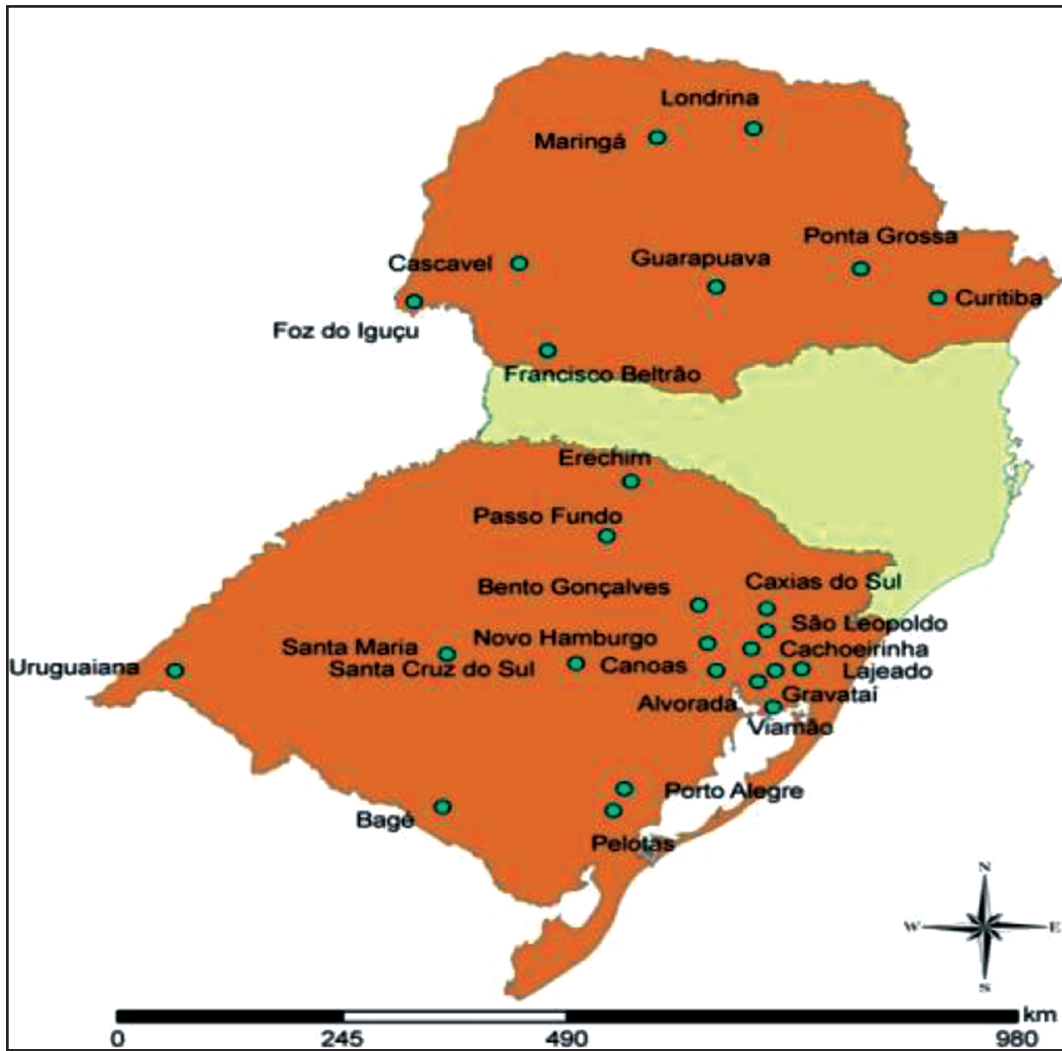 Londrina
Maringá
Ponta Grossa
Cascavel
Guarapuava
Curitiba
Foz do Iguçu
Francisco Beltrão
Erechim
Passo Fundo
Bento Gonçalves
Caxias do Sul
São Leopoldo
Santa Maria
Novo Hamburgo
Cachoeirinha
Uruguaiana
Santa Cruz do Sul
Canoas
Lajeado
Alvorada
Gravataí
Viamão
Porto Alegre
Bagé
Pelotas
N
W
E
S
km
0
245
490
980